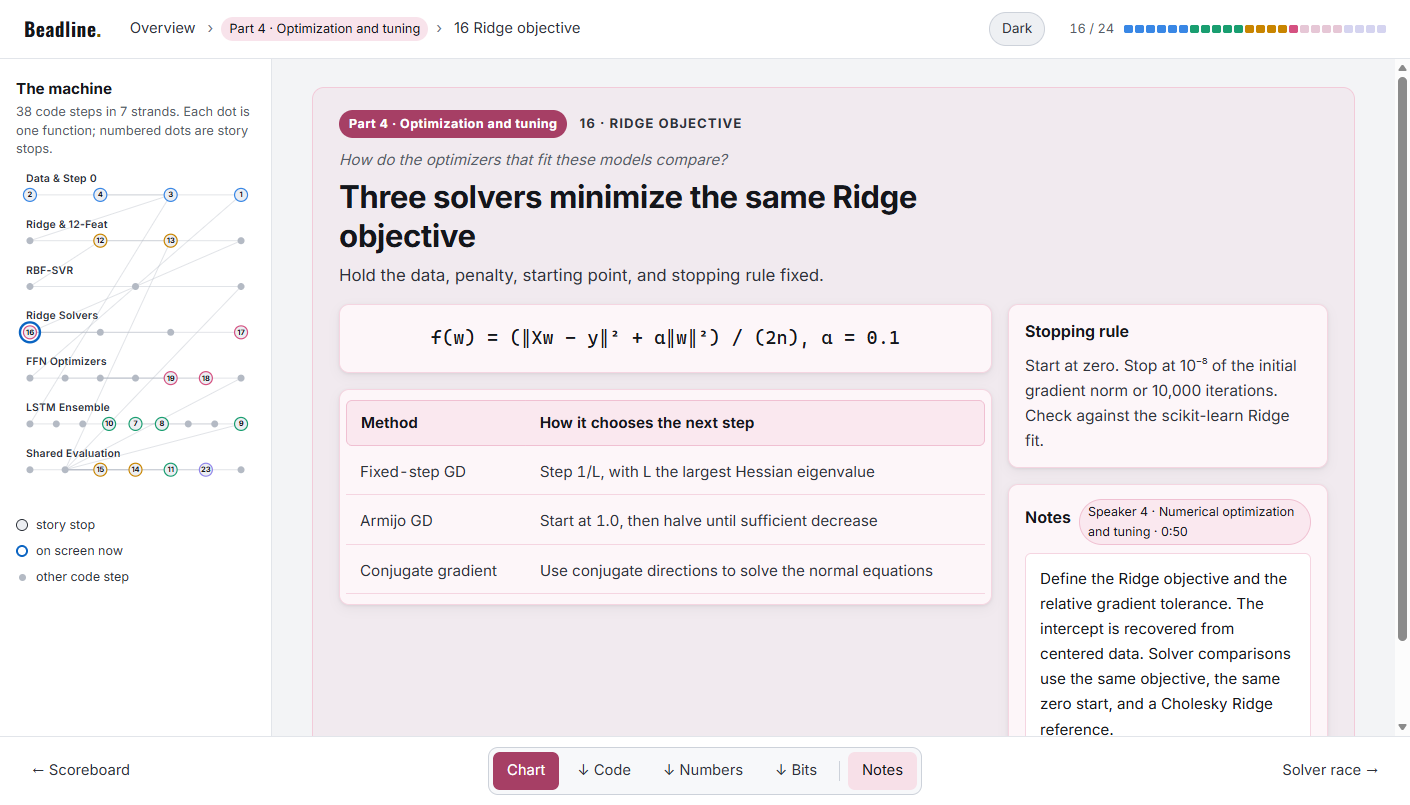 Beadline.
Overview › Part 4 · Optimization and tuning › 16 Ridge objective
Dark
16 / 24
The machine
38 code steps in 7 strands. Each dot is
one function; numbered dots are story
stops.
Data & Step 0
2 4 3 1
Ridge & 12-Feat
12 13
RBF-SVR
Ridge Solvers
16 17
FFN Optimizers
19 18
LSTM Ensemble
10 7 8 9
Shared Evaluation
15 14 11 23
story stop
on screen now
other code step
Part 4 · Optimization and tuning
16 · RIDGE OBJECTIVE
How do the optimizers that fit these models compare?
Three solvers minimize the same Ridge
objective
Hold the data, penalty, starting point, and stopping rule fixed.
f(w) = (‖Xw − y‖² + α‖w‖²) / (2n), α = 0.1
Method How it chooses the next step
Fixed-step GD Step 1/L, with L the largest Hessian eigenvalue
Armijo GD Start at 1.0, then halve until sufficient decrease
Conjugate gradient Use conjugate directions to solve the normal equations
Stopping rule
Start at zero. Stop at 10⁻⁸ of the initial
gradient norm or 10,000 iterations.
Check against the scikit-learn Ridge
fit.
Notes
Speaker 4 · Numerical optimization
and tuning · 0:50
Define the Ridge objective and the
relative gradient tolerance. The
intercept is recovered from
centered data. Solver comparisons
use the same objective, the same
zero start, and a Cholesky Ridge
reference.
← Scoreboard
Chart
↓ Code
↓ Numbers
↓ Bits
Notes
Solver race →